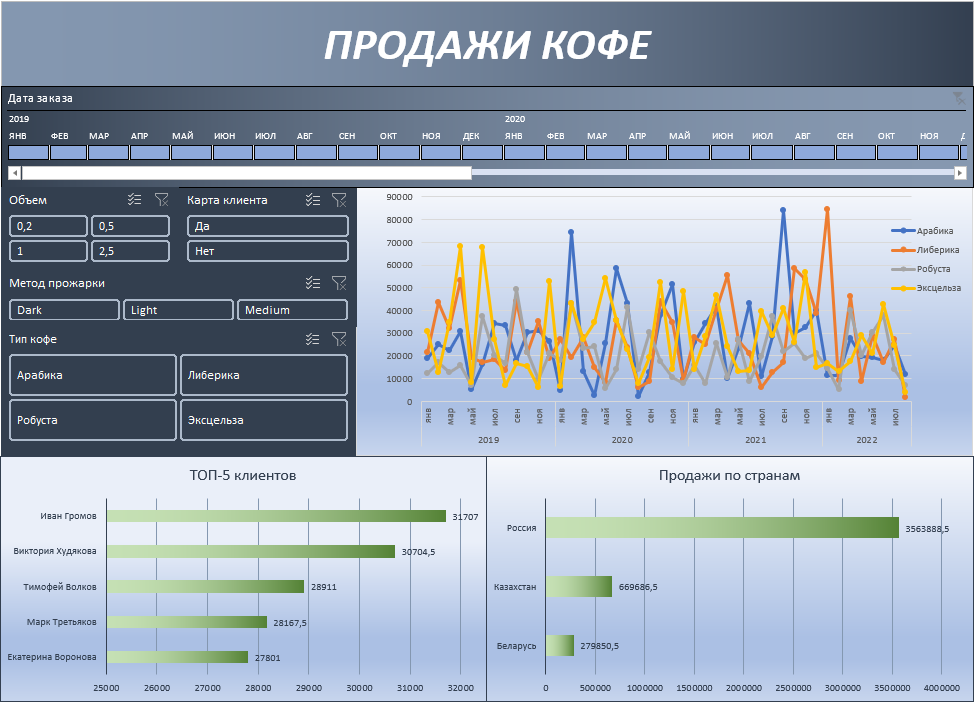 ПРОДАЖИ КОФЕ
Дата заказа
2019 2020
ЯНВ ФЕВ МАР АПР МАЙ ИЮН ИЮЛ АВГ СЕН ОКТ НОЯ ДЕК ЯНВ ФЕВ МАР АПР МАЙ ИЮН ИЮЛ АВГ СЕН ОКТ НОЯ
Объем
0,2 0,5
1 2,5
Карта клиента
Да
Нет
Метод прожарки
Dark Light Medium
Тип кофе
Арабика Либерика
Робуста Эксцельза
90000
80000
70000
60000
50000
40000
30000
20000
10000
0
янв мар май июл сен ноя янв мар май июл сен ноя янв мар май июл сен ноя янв мар май июл
2019 2020 2021 2022
Арабика
Либерика
Робуста
Эксцельза
ТОП-5 клиентов
Иван Громов 31707
Виктория Худякова 30704,5
Тимофей Волков 28911
Марк Третьяков 28167,5
Екатерина Воронова 27801
25000 26000 27000 28000 29000 30000 31000 32000
Продажи по странам
Россия 3563888,5
Казахстан 669686,5
Беларусь 279850,5
0 500000 1000000 1500000 2000000 2500000 3000000 3500000 4000000